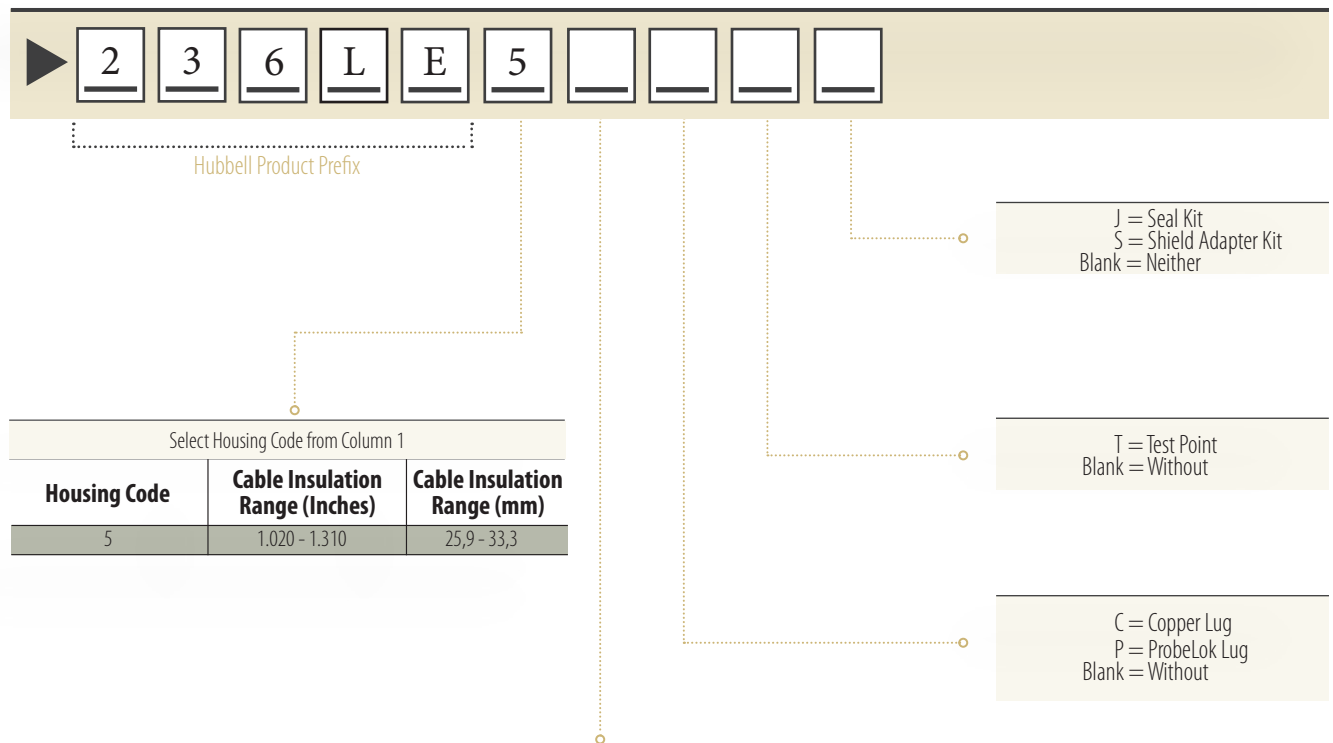 2 3 6 L E 5
Hubbell Product Prefix
J = Seal Kit
S = Shield Adapter Kit
Blank = Neither
Select Housing Code from Column 1
Housing Code Cable Insulation Range (Inches) Cable Insulation Range (mm)
5 1.020 - 1.310 25,9 - 33,3
T = Test Point
Blank = Without
C = Copper Lug
P = ProbeLok Lug
Blank = Without